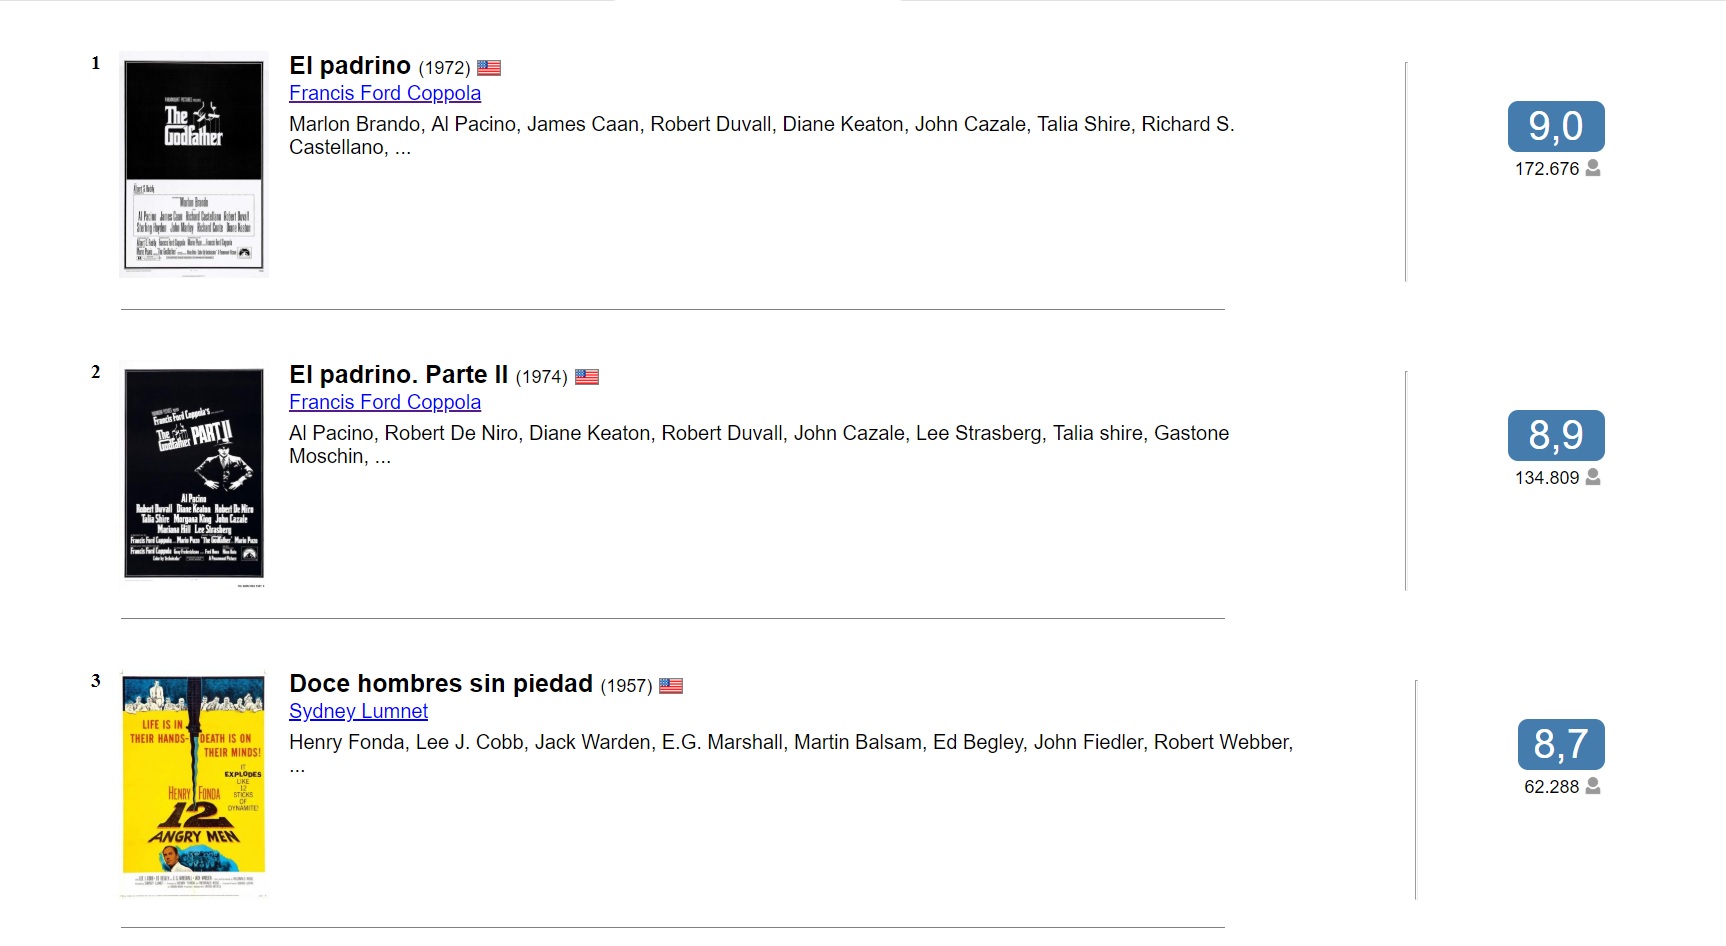 1
El padrino (1972)
Francis Ford Coppola
Marlon Brando, Al Pacino, James Caan, Robert Duvall, Diane Keaton, John Cazale, Talia Shire, Richard S.
Castellano, ...
9,0
172.676
The
Godfather
Marlon Brando
Al Pacino James Caan Richard Castellano Robert Duvall
Sterling Hayden John Marley Richard Conte Diane Keaton
2
El padrino. Parte II (1974)
Francis Ford Coppola
Al Pacino, Robert De Niro, Diane Keaton, Robert Duvall, John Cazale, Lee Strasberg, Talia shire, Gastone
Moschin, ...
8,9
134.809
Francis Ford Coppola's
The
Godfather PART II
Al Pacino
Robert Duvall Diane Keaton Robert De Niro
Talia Shire Morgana King John Cazale
Mariana Hill Lee Strasberg
3
Doce hombres sin piedad (1957)
Sydney Lumnet
Henry Fonda, Lee J. Cobb, Jack Warden, E.G. Marshall, Martin Balsam, Ed Begley, John Fiedler, Robert Webber,
...
8,7
62.288
LIFE IS IN
THEIR HANDS-
DEATH IS ON
THEIR MINDS!
IT
EXPLODES
LIKE
12
STICKS
OF
DYNAMITE!
HENRY FONDA
12
ANGRY MEN